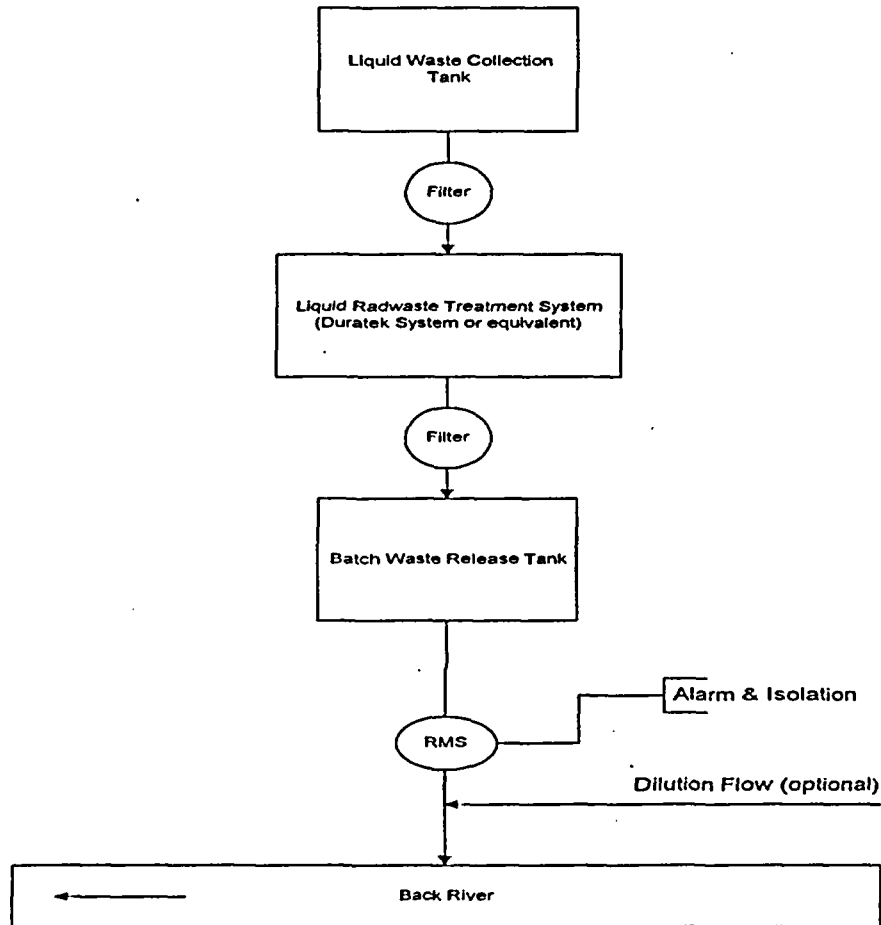 Liquid Waste Collection
Tank
Filter
Liquid Radwaste Treatment System
(Duratek System or equivalent)
Filter
Batch Waste Release Tank
Alarm & Isolation
RMS
Dilution Flow (optional)
Back River